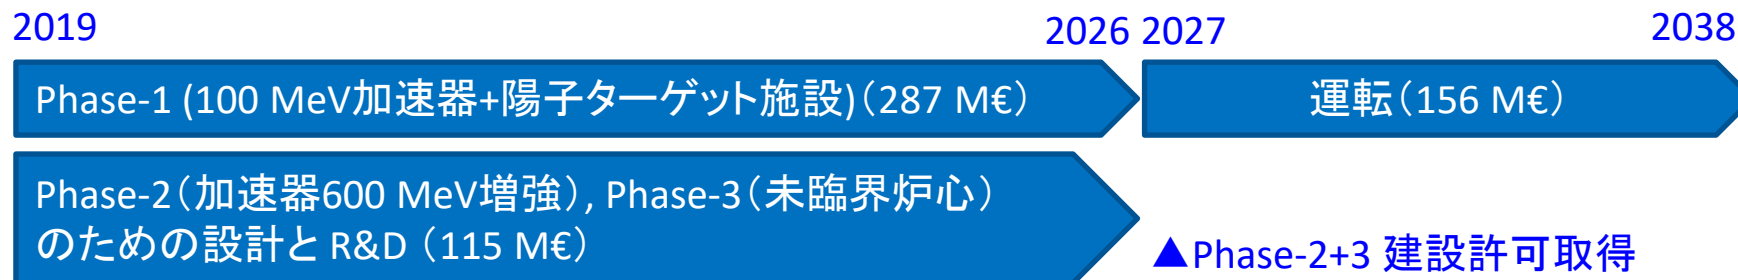 2019
2026 2027
2038
Phase-1 (100 MeV加速器+陽子ターゲット施設)（287 M€）
運転（156 M€）
Phase-2（加速器600 MeV増強）, Phase-3（未臨界炉心）
のための設計と R&D （115 M€）
▲Phase-2+3 建設許可取得